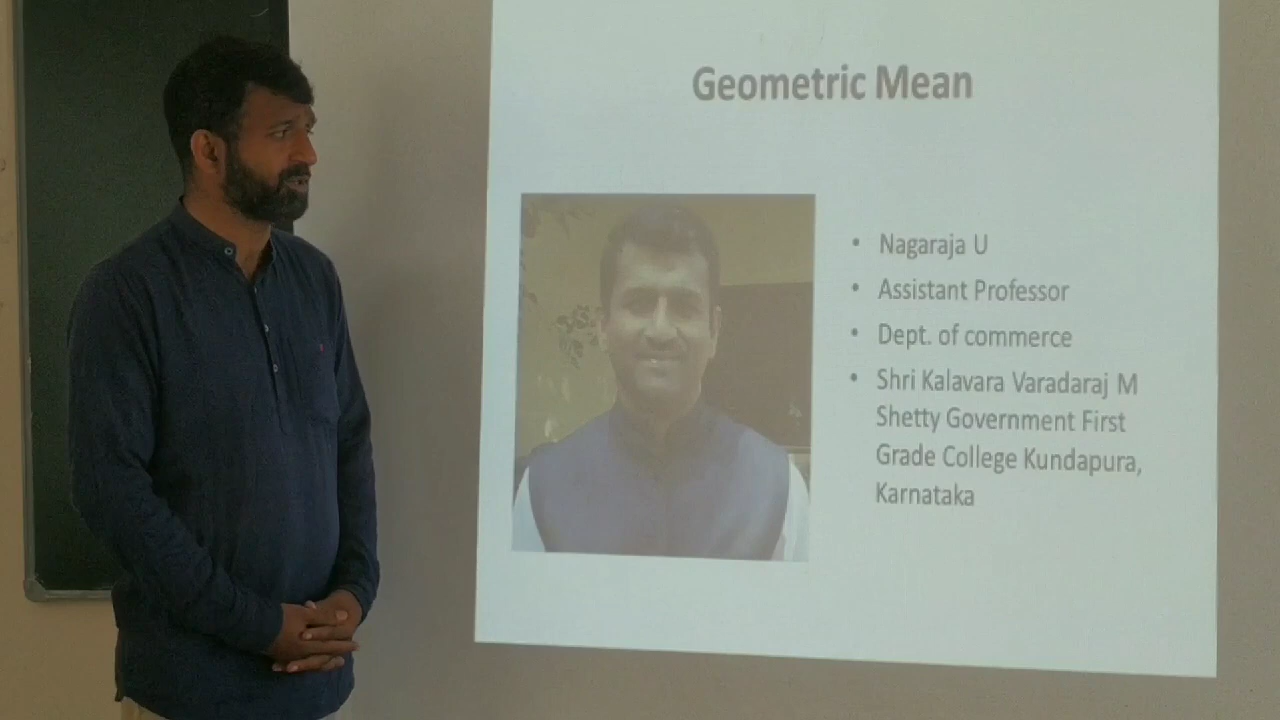 Geometric Mean
• Nagaraja U
• Assistant Professor
• Dept. of commerce
• Shri Kalavara Varadaraj M
Shetty Government First
Grade College Kundapura,
Karnataka